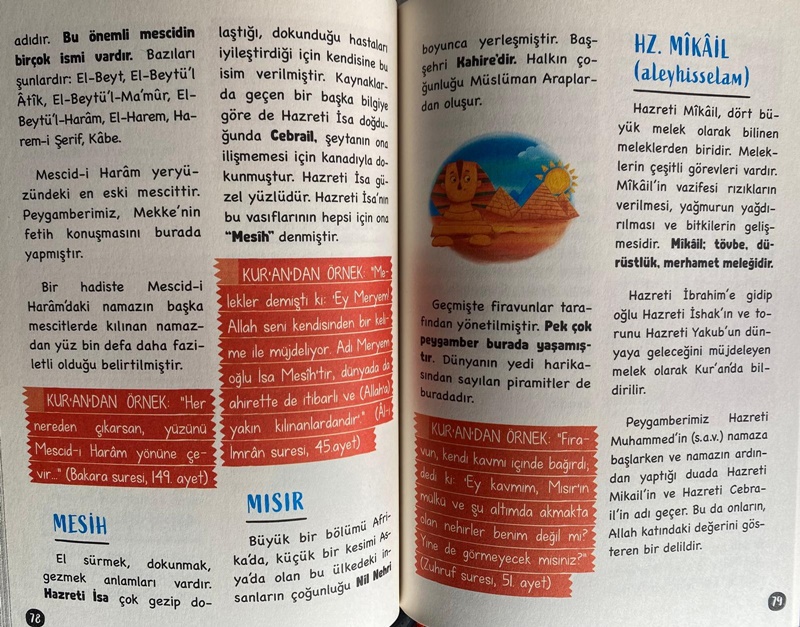 adıdır. Bu önemli mescidin
birçok ismi vardır. Bazıları
şunlardır: El-Beyt, El-Beytü'l
Âtîk, El-Beytü'l-Ma'mûr, El-
Beytü'l-Harâm, El-Harem, Ha-
rem-i Şerif, Kâbe.
Mescid-i Harâm yeryü-
zündeki en eski mescittir.
Peygamberimiz, Mekke'nin
fetih konuşmasını burada
yapmıştır.
Bir hadiste Mescid-i
Harâm'daki namazın başka
mescitlerde kılınan namaz-
dan yüz bin defa daha fazi-
letli olduğu belirtilmiştir.
KUR'AN'DAN ÖRNEK: "Her
nereden çıkarsan, yüzünü
Mescid-i Harâm yönüne çe-
vir..." (Bakara suresi, 149. ayet)
MESİH
El sürmek, dokunmak,
gezmek anlamları vardır.
Hazreti İsa çok gezip do-
78
laştığı, dokunduğu hastaları
iyileştirdiği için kendisine bu
isim verilmiştir. Kaynaklar-
da geçen bir başka bilgiye
göre de Hazreti İsa doğdu-
ğunda Cebrail, şeytanın ona
ilişmemesi için kanadıyla do-
kunmuştur. Hazreti İsa gü-
zel yüzlüdür. Hazreti İsa'nın
bu vasıflarının hepsi için ona
"Mesih" denmiştir.
KUR'AN'DAN ÖRNEK: "Me-
lekler demişti ki: 'Ey Meryem!
Allah seni kendisinden bir keli-
me ile müjdeliyor. Adı Meryem
oğlu İsa Mesih'tir, dünyada da
ahirette de itibarlı ve (Allah'a)
yakın kılınanlardandır." (Âl-i
İmrân suresi, 45.ayet)
MISIR
Büyük bir bölümü Afri-
ka'da, küçük bir kesimi As-
ya'da olan bu ülkedeki in-
sanların çoğunluğu Nil Nehri
boyunca yerleşmiştir. Baş-
şehri Kahire'dir. Halkın ço-
ğunluğu Müslüman Araplar-
dan oluşur.
Geçmişte firavunlar tara-
fından yönetilmiştir. Pek çok
peygamber burada yaşamış-
tır. Dünyanın yedi harika-
sından sayılan piramitler de
buradadır.
KUR'AN'DAN ÖRNEK: "Fira-
vun, kendi kavmi içinde bağırdı,
dedi ki: 'Ey kavmim, Mısır'ın
mülkü ve şu altımda akmakta
olan nehirler benim değil mi?
Yine de görmeyecek misiniz?"
(Zuhruf suresi, 51. ayet)
HZ. MÎKÂİL
(aleyhisselam)
Hazreti Mîkâil, dört bü-
yük melek olarak bilinen
meleklerden biridir. Melek-
lerin çeşitli görevleri vardır.
Mîkâil'in vazifesi rızıkların
verilmesi, yağmurun yağdı-
rılması ve bitkilerin geliş-
mesidir. Mikâil; tövbe, dü-
rüstlük, merhamet meleğidir.
Hazreti İbrahim'e gidip
oğlu Hazreti İshak'ın ve to-
runu Hazreti Yakub'un dün-
yaya geleceğini müjdeleyen
melek olarak Kur'an'da bil-
dirilir.
Peygamberimiz Hazreti
Muhammed'in (s.a.v.) namaza
başlarken ve namazın ardın-
dan yaptığı duada Hazreti
Mikail'in ve Hazreti Cebra-
il'in adı geçer. Bu da onların,
Allah katındaki değerini gös-
teren bir delildir.
79